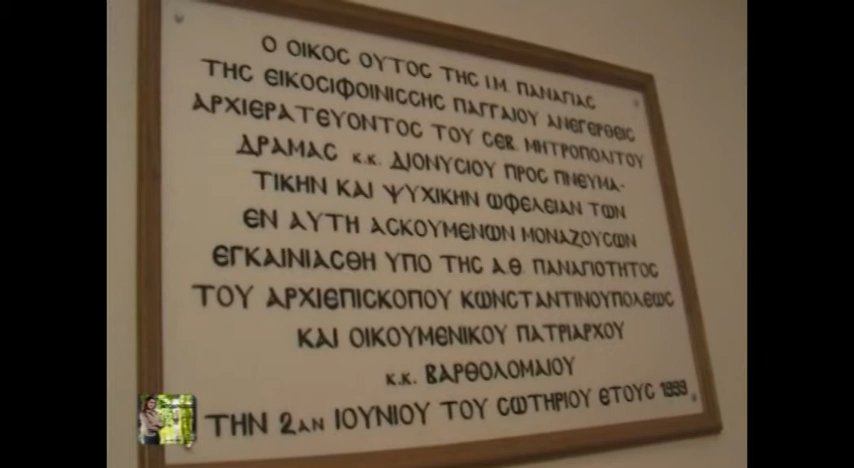 Ο ΟΙΚΟϹ ΟΥΤΟϹ ΤΗϹ Ι.Μ. ΠΑΝΑΓΙΑϹ
ΤΗϹ ΕΙΚΟϹΙΦΟΙΝΙϹϹΗϹ ΠΑΓΓΑΙΟΥ ΑΝΕΓΕΡΘΕΙϹ
ΑΡΧΙΕΡΑΤΕΥΟΝΤΟϹ ΤΟΥ ϹΕΒ. ΜΗΤΡΟΠΟΛΙΤΟΥ
ΔΡΑΜΑϹ κ.κ. ΔΙΟΝΥϹΙΟΥ ΠΡΟϹ ΠΝΕΥΜΑ-
ΤΙΚΗΝ ΚΑΙ ΨΥΧΙΚΗΝ ΩΦΕΛΕΙΑΝ ΤΩΝ
ΕΝ ΑΥΤΗ ΑϹΚΟΥΜΕΝΩΝ ΜΟΝΑΖΟΥϹΩΝ
ΕΓΚΑΙΝΙΑϹΘΗ ΥΠΟ ΤΗϹ Α.Θ. ΠΑΝΑΓΙΟΤΗΤΟϹ
ΤΟΥ ΑΡΧΙΕΠΙϹΚΟΠΟΥ ΚΩΝϹΤΑΝΤΙΝΟΥΠΟΛΕΩϹ
ΚΑΙ ΟΙΚΟΥΜΕΝΙΚΟΥ ΠΑΤΡΙΑΡΧΟΥ
κ.κ. ΒΑΡΘΟΛΟΜΑΙΟΥ
ΤΗΝ 2ΑΝ ΙΟΥΝΙΟΥ ΤΟΥ ϹΩΤΗΡΙΟΥ ΕΤΟΥϹ 1999